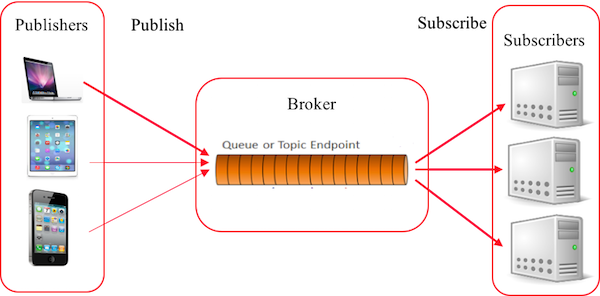 Publishers
Publish
Subscribe
Subscribers
Broker
Queue or Topic Endpoint